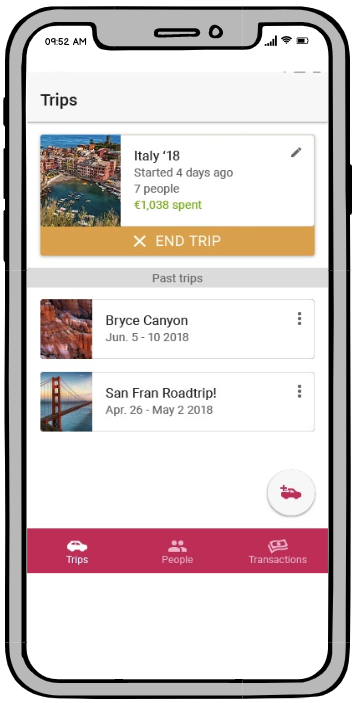 09:52 AM
Trips
Italy ‘18
Started 4 days ago
7 people
€1,038 spent
END TRIP
Past trips
Bryce Canyon
Jun. 5 - 10 2018
San Fran Roadtrip!
Apr. 26 - May 2 2018
Trips
People
Transactions